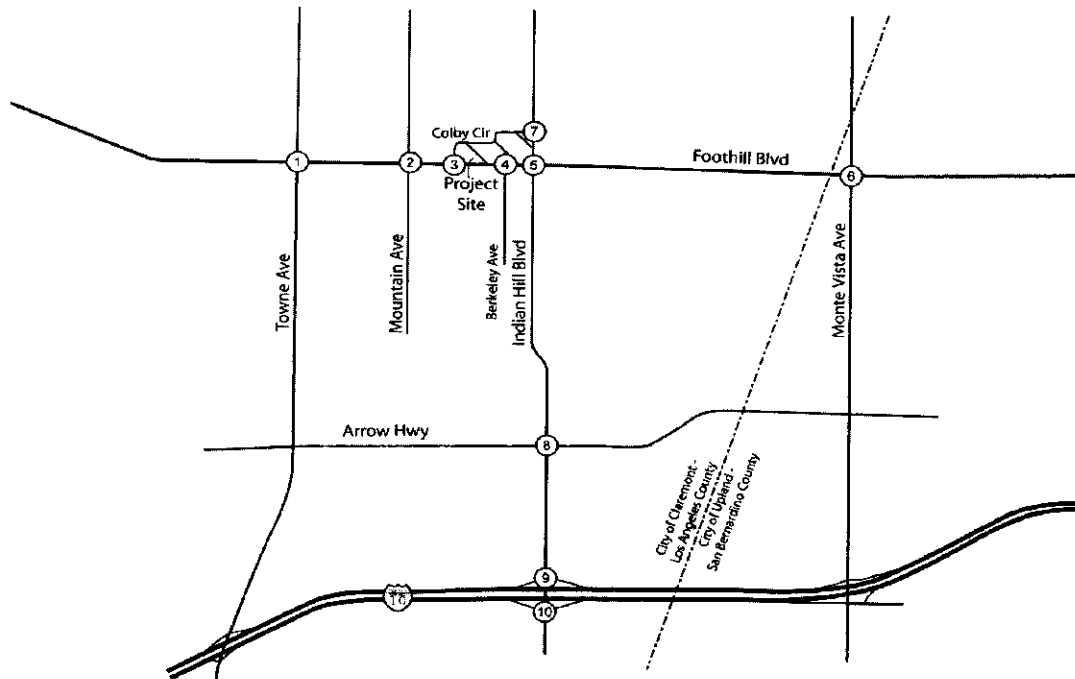 Colby Cir
7
1
2
3
4
5
Foothill Blvd
6
Project
Site
Towne Ave
Mountain Ave
Berkeley Ave
Indian Hill Blvd
Monte Vista Ave
Arrow Hwy
8
City of Claremont -
Los Angeles County
City of Upland -
San Bernardino County
9
10
10